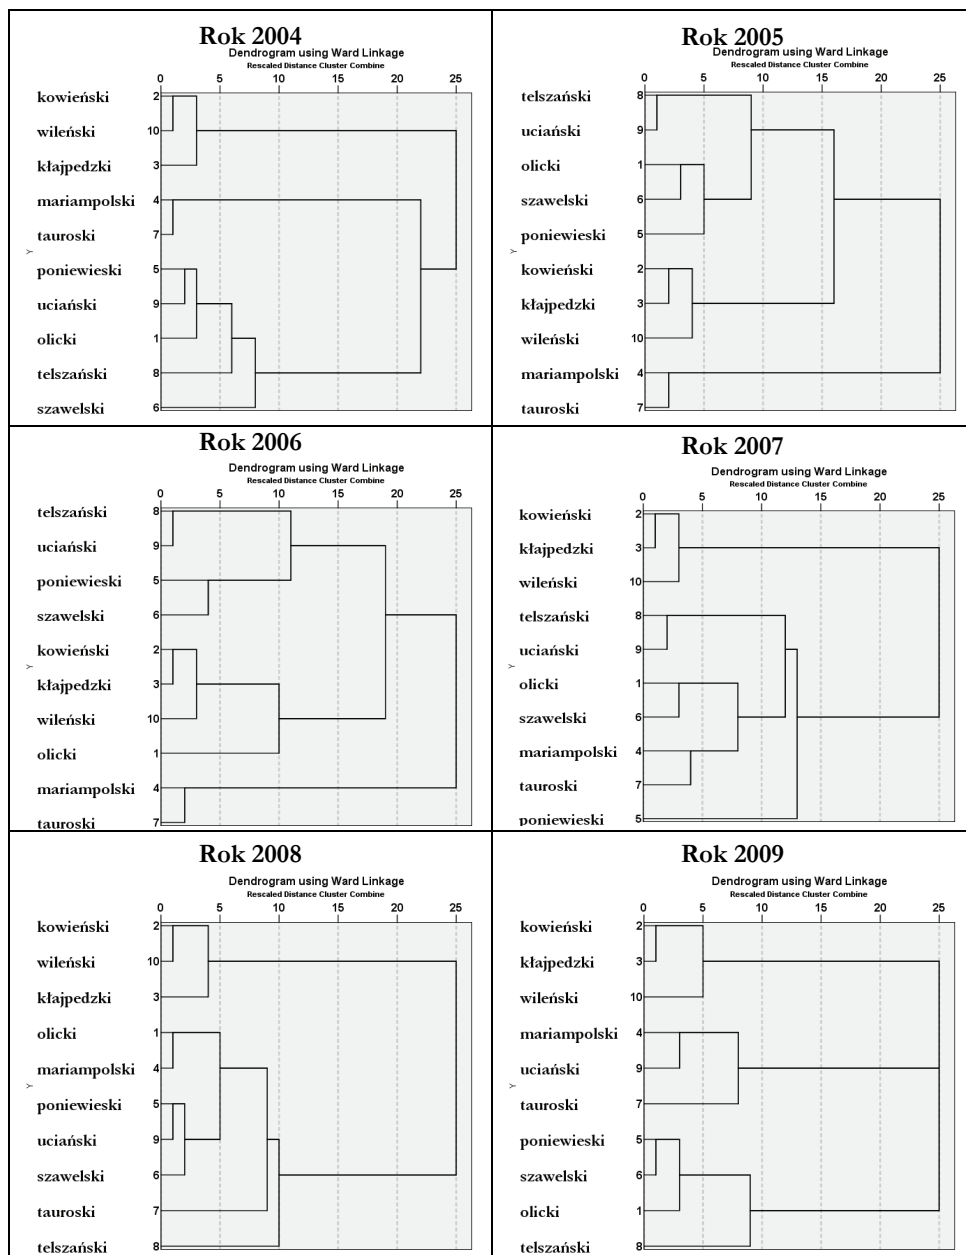 Rok 2004
Dendrogram using Ward Linkage
Rescaled Distance Cluster Combine
0 5 10 15 20 25
kowieński 2
wileński 10
kłajpedzki 3
mariampolski 4
tauroski 7
Y
poniewieski 5
uciański 9
olicki 1
telszański 8
szawelski 6
Rok 2005
Dendrogram using Ward Linkage
Rescaled Distance Cluster Combine
0 5 10 15 20 25
telszański 8
uciański 9
olicki 1
szawelski 6
poniewieski 5
Y
kowieński 2
kłajpedzki 3
wileński 10
mariampolski 4
tauroski 7
Rok 2006
Dendrogram using Ward Linkage
Rescaled Distance Cluster Combine
0 5 10 15 20 25
telszański 8
uciański 9
poniewieski 5
szawelski 6
kowieński 2
Y
kłajpedzki 3
wileński 10
olicki 1
mariampolski 4
tauroski 7
Rok 2007
Dendrogram using Ward Linkage
Rescaled Distance Cluster Combine
0 5 10 15 20 25
kowieński 2
kłajpedzki 3
wileński 10
telszański 8
uciański 9
Y
olicki 1
szawelski 6
mariampolski 4
tauroski 7
poniewieski 5
Rok 2008
Dendrogram using Ward Linkage
Rescaled Distance Cluster Combine
0 5 10 15 20 25
kowieński 2
wileński 10
kłajpedzki 3
olicki 1
mariampolski 4
Y
poniewieski 5
uciański 9
szawelski 6
tauroski 7
telszański 8
Rok 2009
Dendrogram using Ward Linkage
Rescaled Distance Cluster Combine
0 5 10 15 20 25
kowieński 2
kłajpedzki 3
wileński 10
mariampolski 4
uciański 9
Y
tauroski 7
poniewieski 5
szawelski 6
olicki 1
telszański 8